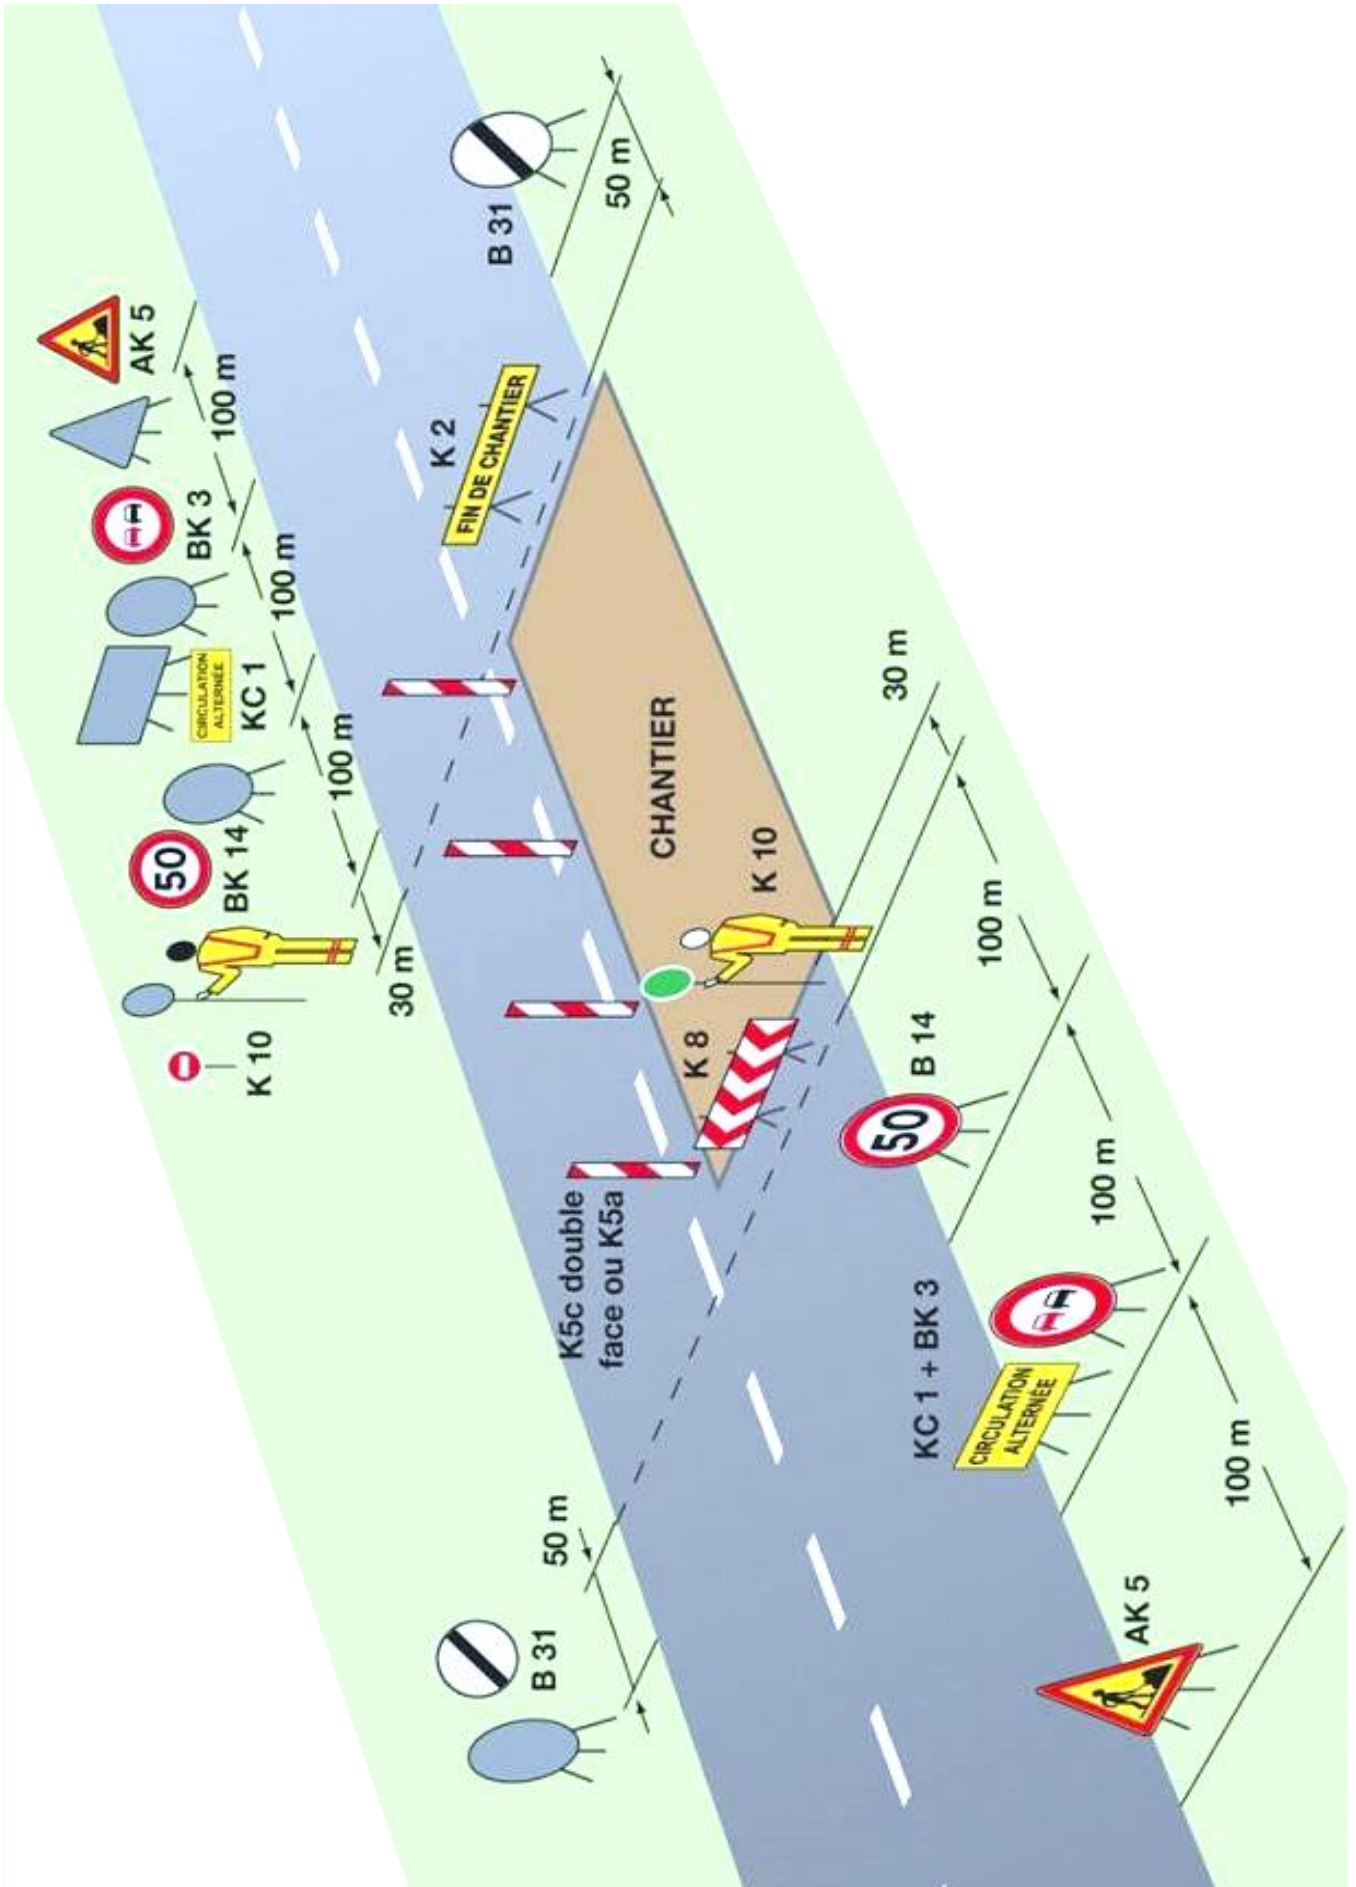 AK 5
100 m
BK 3
100 m
CIRCULATION
ALTERNÉE
KC 1
100 m
50
BK 14
30 m
K 10
B 31
50 m
K 2
FIN DE CHANTIER
CHANTIER
K 10
K 8
K5c double
face ou K5a
30 m
100 m
50
B 14
100 m
KC 1 + BK 3
CIRCULATION
ALTERNÉE
100 m
AK 5
50 m
B 31